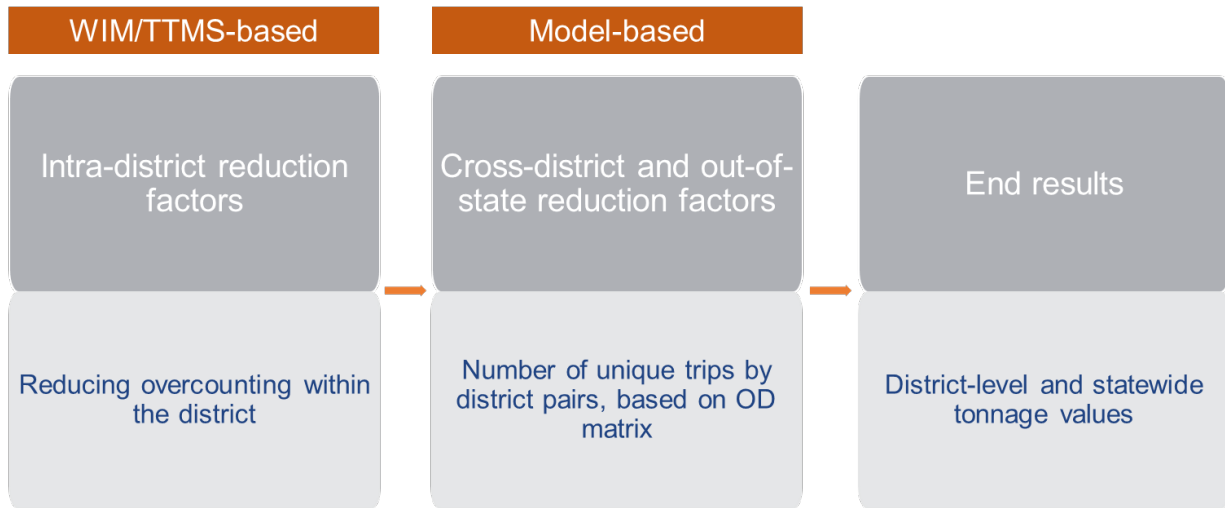 WIM/TTMS-based
Model-based
Intra-district reduction
factors
Cross-district and out-of-
state reduction factors
End results
Reducing overcounting within
the district
Number of unique trips by
district pairs, based on OD
matrix
District-level and statewide
tonnage values